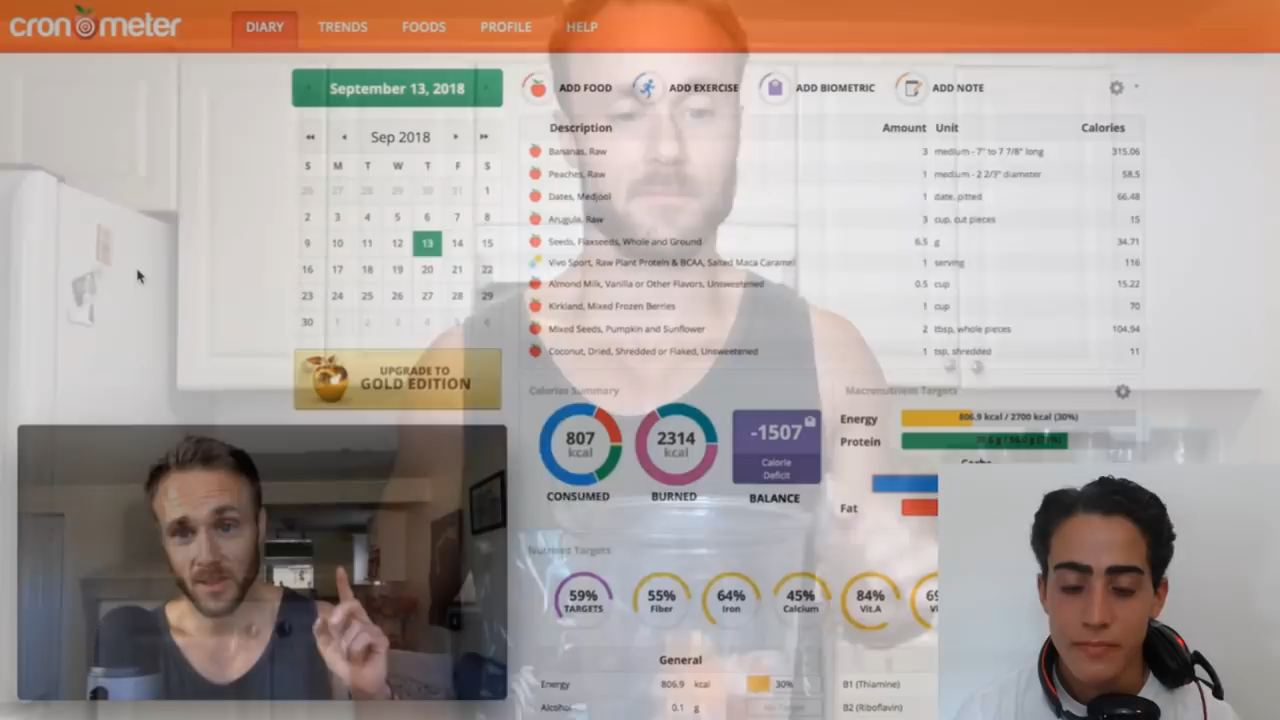 cronometer DIARY TRENDS FOODS PROFILE HELP
September 13, 2018
ADD FOOD ADD EXERCISE ADD BIOMETRIC ADD NOTE
Sep 2018
S M T W T F S
26 27 28 29 30 31 1
2 3 4 5 6 7 8
9 10 11 12 13 14 15
16 17 18 19 20 21 22
23 24 25 26 27 28 29
30 1 2 3 4 5 6
UPGRADE TO
GOLD EDITION
Description Amount Unit Calories
Bananas, Raw 3 medium - 7" to 7 7/8" long 315.06
Peaches, Raw 1 medium - 2 2/3" diameter 58.5
Dates, Medjool 1 date, pitted 66.48
Arugula, Raw 3 cup, cut pieces 15
Seeds, Flaxseeds, Whole and Ground 6.5 g 34.71
Vivo Sport, Raw Plant Protein & BCAA, Salted Maca Caramel 1 serving 116
Almond Milk, Vanilla or Other Flavors, Unsweetened 0.5 cup 15.22
Kirkland, Mixed Frozen Berries 1 cup 70
Mixed Seeds, Pumpkin and Sunflower 2 tbsp, whole pieces 104.94
Coconut, Dried, Shredded or Flaked, Unsweetened 1 tsp, shredded 11
Calories Summary
807 kcal CONSUMED
2314 kcal BURNED
-1507 Calorie Deficit
BALANCE
Macronutrient Targets
Energy 806.9 kcal / 2700 kcal (30%)
Protein
Carbs
Fat
Nutrient Targets
59% TARGETS
55% Fiber
64% Iron
45% Calcium
84% Vit.A
General
Energy 806.9 kcal 30%
Alcohol 0.1 g No Target
B1 (Thiamine)
B2 (Riboflavin)